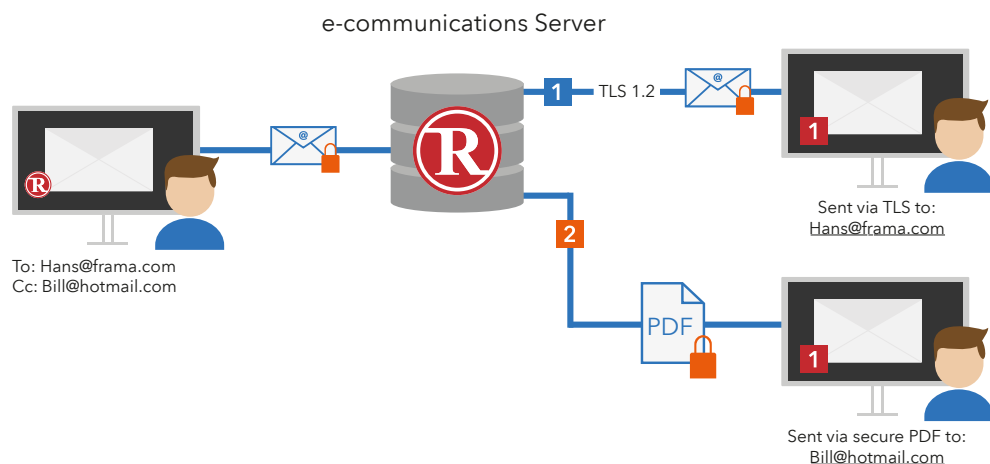 e-communications Server
R
To: Hans@frama.com
Cc: Bill@hotmail.com
@
R
1
TLS 1.2
@
1
Sent via TLS to:
Hans@frama.com
2
PDF
1
Sent via secure PDF to:
Bill@hotmail.com